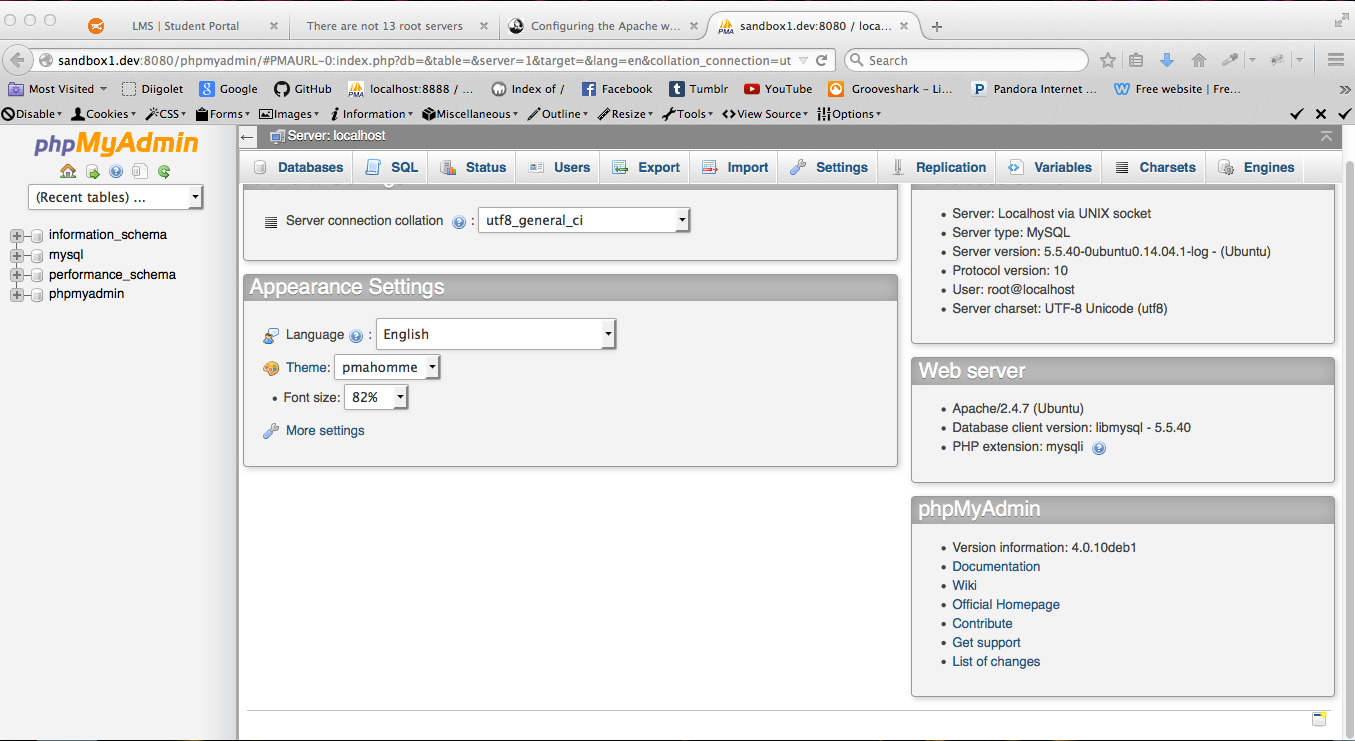 LMS | Student Portal
There are not 13 root servers
Configuring the Apache w...
PMA sandbox1.dev:8080 / loca...
sandbox1.dev:8080/phpmyadmin/#PMAURL-0:index.php?db=&table=&server=1&target=&lang=en&collation_connection=ut
Search
Most Visited
Diigolet
Google
GitHub
PMA localhost:8888 / ...
Index of /
Facebook
Tumblr
YouTube
Grooveshark - Li...
Pandora Internet ...
Free website | Fre...
Disable
Cookies
CSS
Forms
Images
Information
Miscellaneous
Outline
Resize
Tools
View Source
Options
phpMyAdmin
(Recent tables) ...
information_schema
mysql
performance_schema
phpmyadmin
Server: localhost
Databases
SQL
Status
Users
Export
Import
Settings
Replication
Variables
Charsets
Engines
Server connection collation :
utf8_general_ci
Appearance Settings
Language :
English
Theme:
pmahomme
Font size:
82%
More settings
Server: Localhost via UNIX socket
Server type: MySQL
Server version: 5.5.40-0ubuntu0.14.04.1-log - (Ubuntu)
Protocol version: 10
User: root@localhost
Server charset: UTF-8 Unicode (utf8)
Web server
Apache/2.4.7 (Ubuntu)
Database client version: libmysql - 5.5.40
PHP extension: mysqli
phpMyAdmin
Version information: 4.0.10deb1
Documentation
Wiki
Official Homepage
Contribute
Get support
List of changes